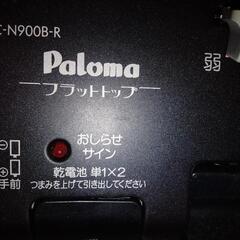 C-N900B-R
Paloma
弱
フラットトップ
おしらせ
サイン
手前
乾電池 単1×2
つまみを上げて引き出してください